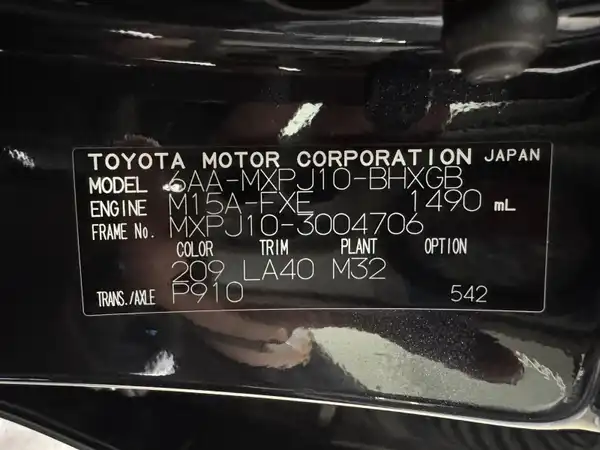 TOYOTA MOTOR CORPORATION JAPAN
MODEL 6AA-MXPJ10-BHXGB
ENGINE M15A-FXE 1490 mL
FRAME No. MXPJ10-3004706
COLOR TRIM PLANT OPTION
209 LA40 M32
TRANS./AXLE P910 542